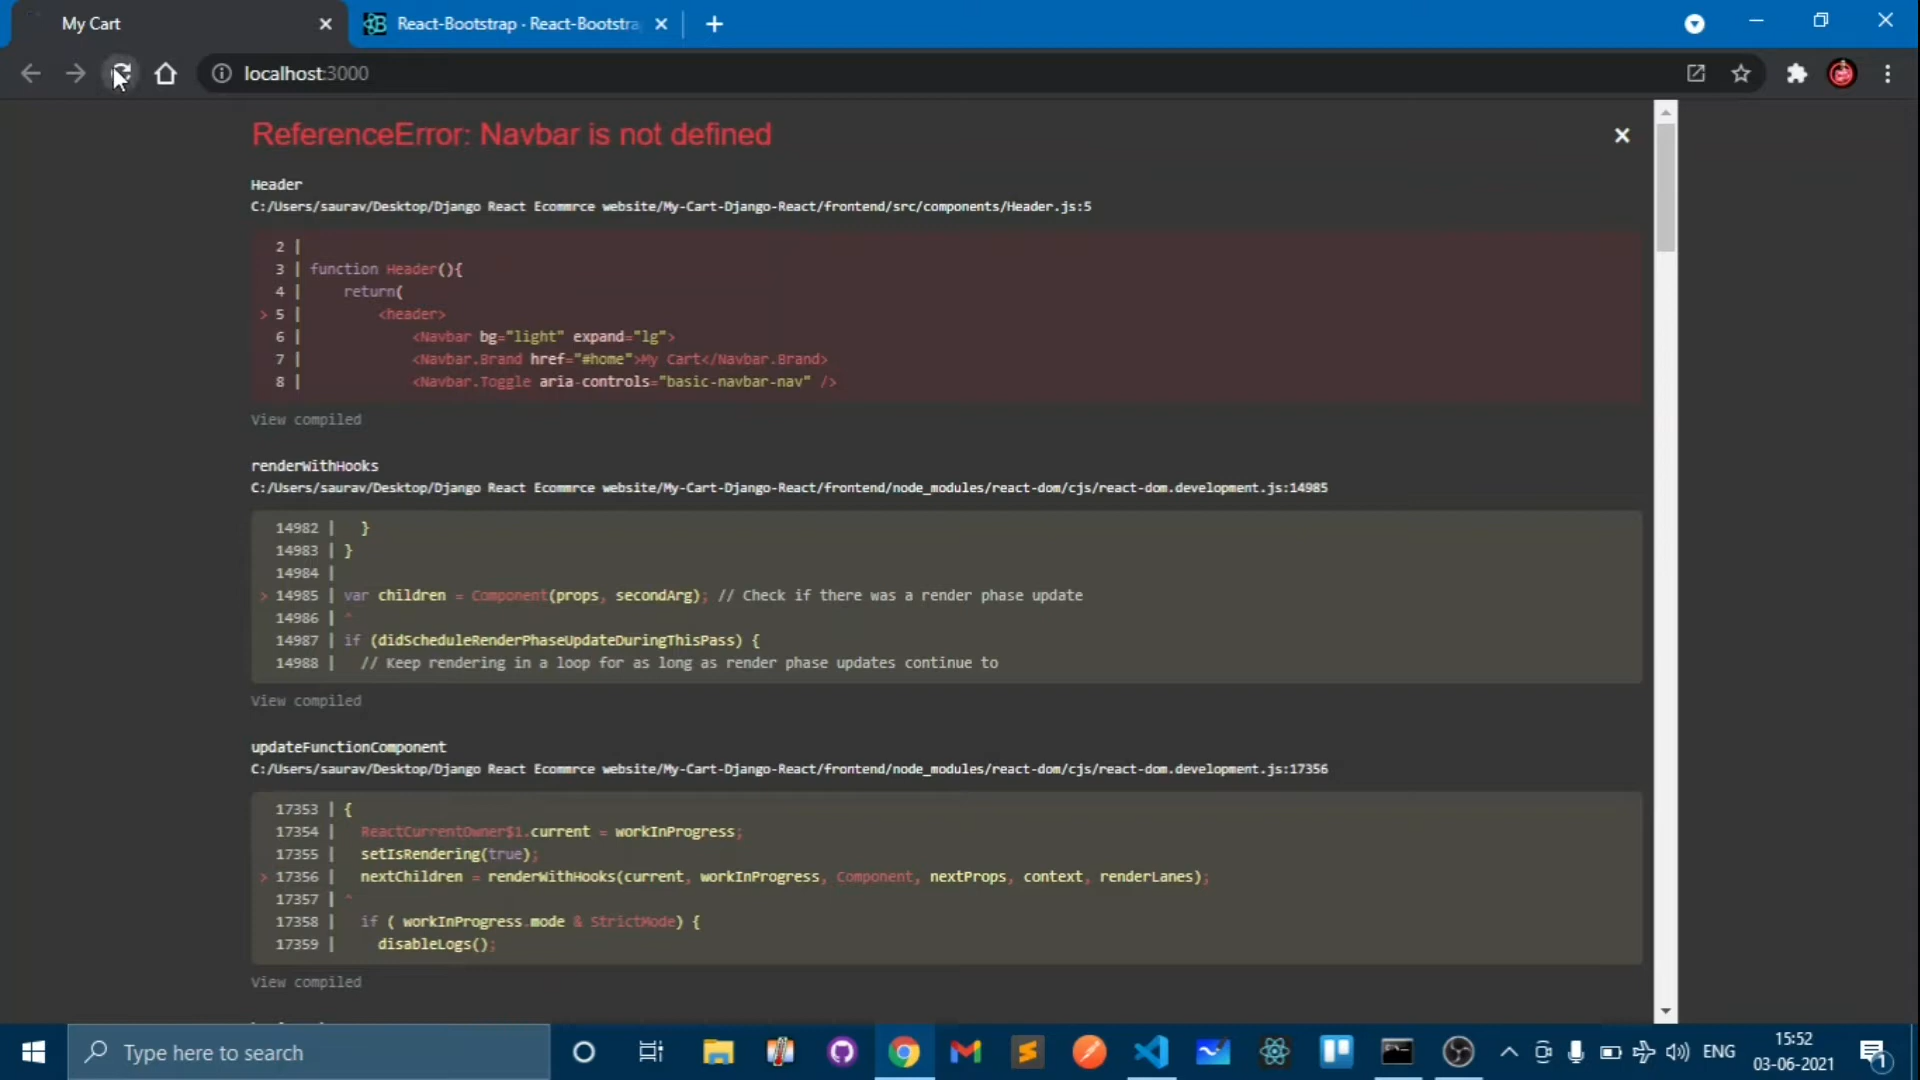 My Cart
React-Bootstrap · React-Bootstra
localhost:3000
ReferenceError: Navbar is not defined
Header
C:/Users/saurav/Desktop/Django React Ecommrce website/My-Cart-Django-React/frontend/src/components/Header.js:5
2 |
3 | function Header(){
4 |     return(
> 5 |         <header>
6 |             <Navbar bg="light" expand="lg">
7 |             <Navbar.Brand href="#home">My Cart</Navbar.Brand>
8 |             <Navbar.Toggle aria-controls="basic-navbar-nav" />
View compiled
renderWithHooks
C:/Users/saurav/Desktop/Django React Ecommrce website/My-Cart-Django-React/frontend/node_modules/react-dom/cjs/react-dom.development.js:14985
14982 |   }
14983 | }
14984 |
> 14985 | var children = Component(props, secondArg); // Check if there was a render phase update
14986 | ^
14987 | if (didScheduleRenderPhaseUpdateDuringThisPass) {
14988 |   // Keep rendering in a loop for as long as render phase updates continue to
View compiled
updateFunctionComponent
C:/Users/saurav/Desktop/Django React Ecommrce website/My-Cart-Django-React/frontend/node_modules/react-dom/cjs/react-dom.development.js:17356
17353 | {
17354 |   ReactCurrentOwner$1.current = workInProgress;
17355 |   setIsRendering(true);
> 17356 |   nextChildren = renderWithHooks(current, workInProgress, Component, nextProps, context, renderLanes);
17357 | ^
17358 |   if ( workInProgress.mode & StrictMode) {
17359 |     disableLogs();
View compiled
Type here to search
ENG
15:52
03-06-2021
1